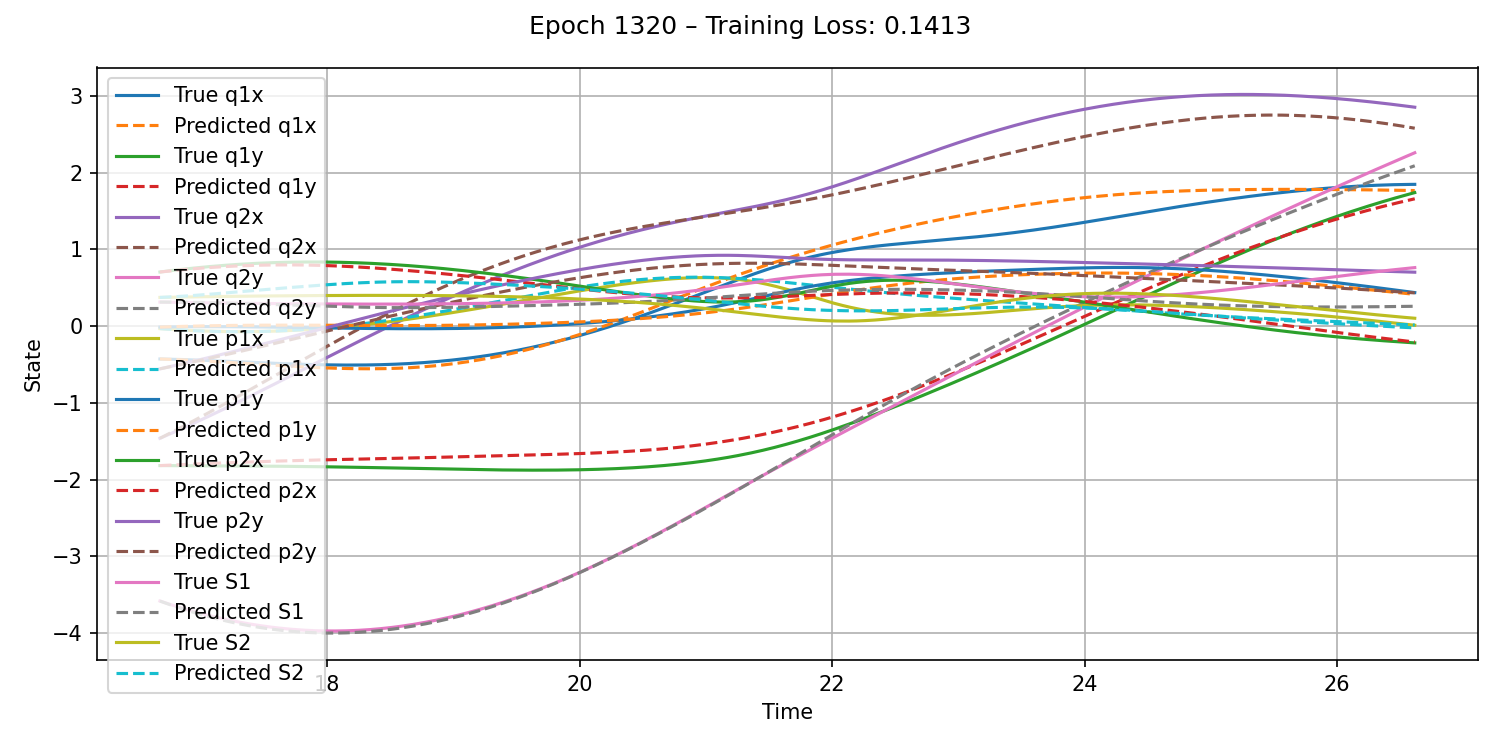 Epoch 1320 – Training Loss: 0.1413
State
3
2
1
0
−1
−2
−3
−4
True q1x
Predicted q1x
True q1y
Predicted q1y
True q2x
Predicted q2x
True q2y
Predicted q2y
True p1x
Predicted p1x
True p1y
Predicted p1y
True p2x
Predicted p2x
True p2y
Predicted p2y
True S1
Predicted S1
True S2
Predicted S2
18 20 22 24 26
Time